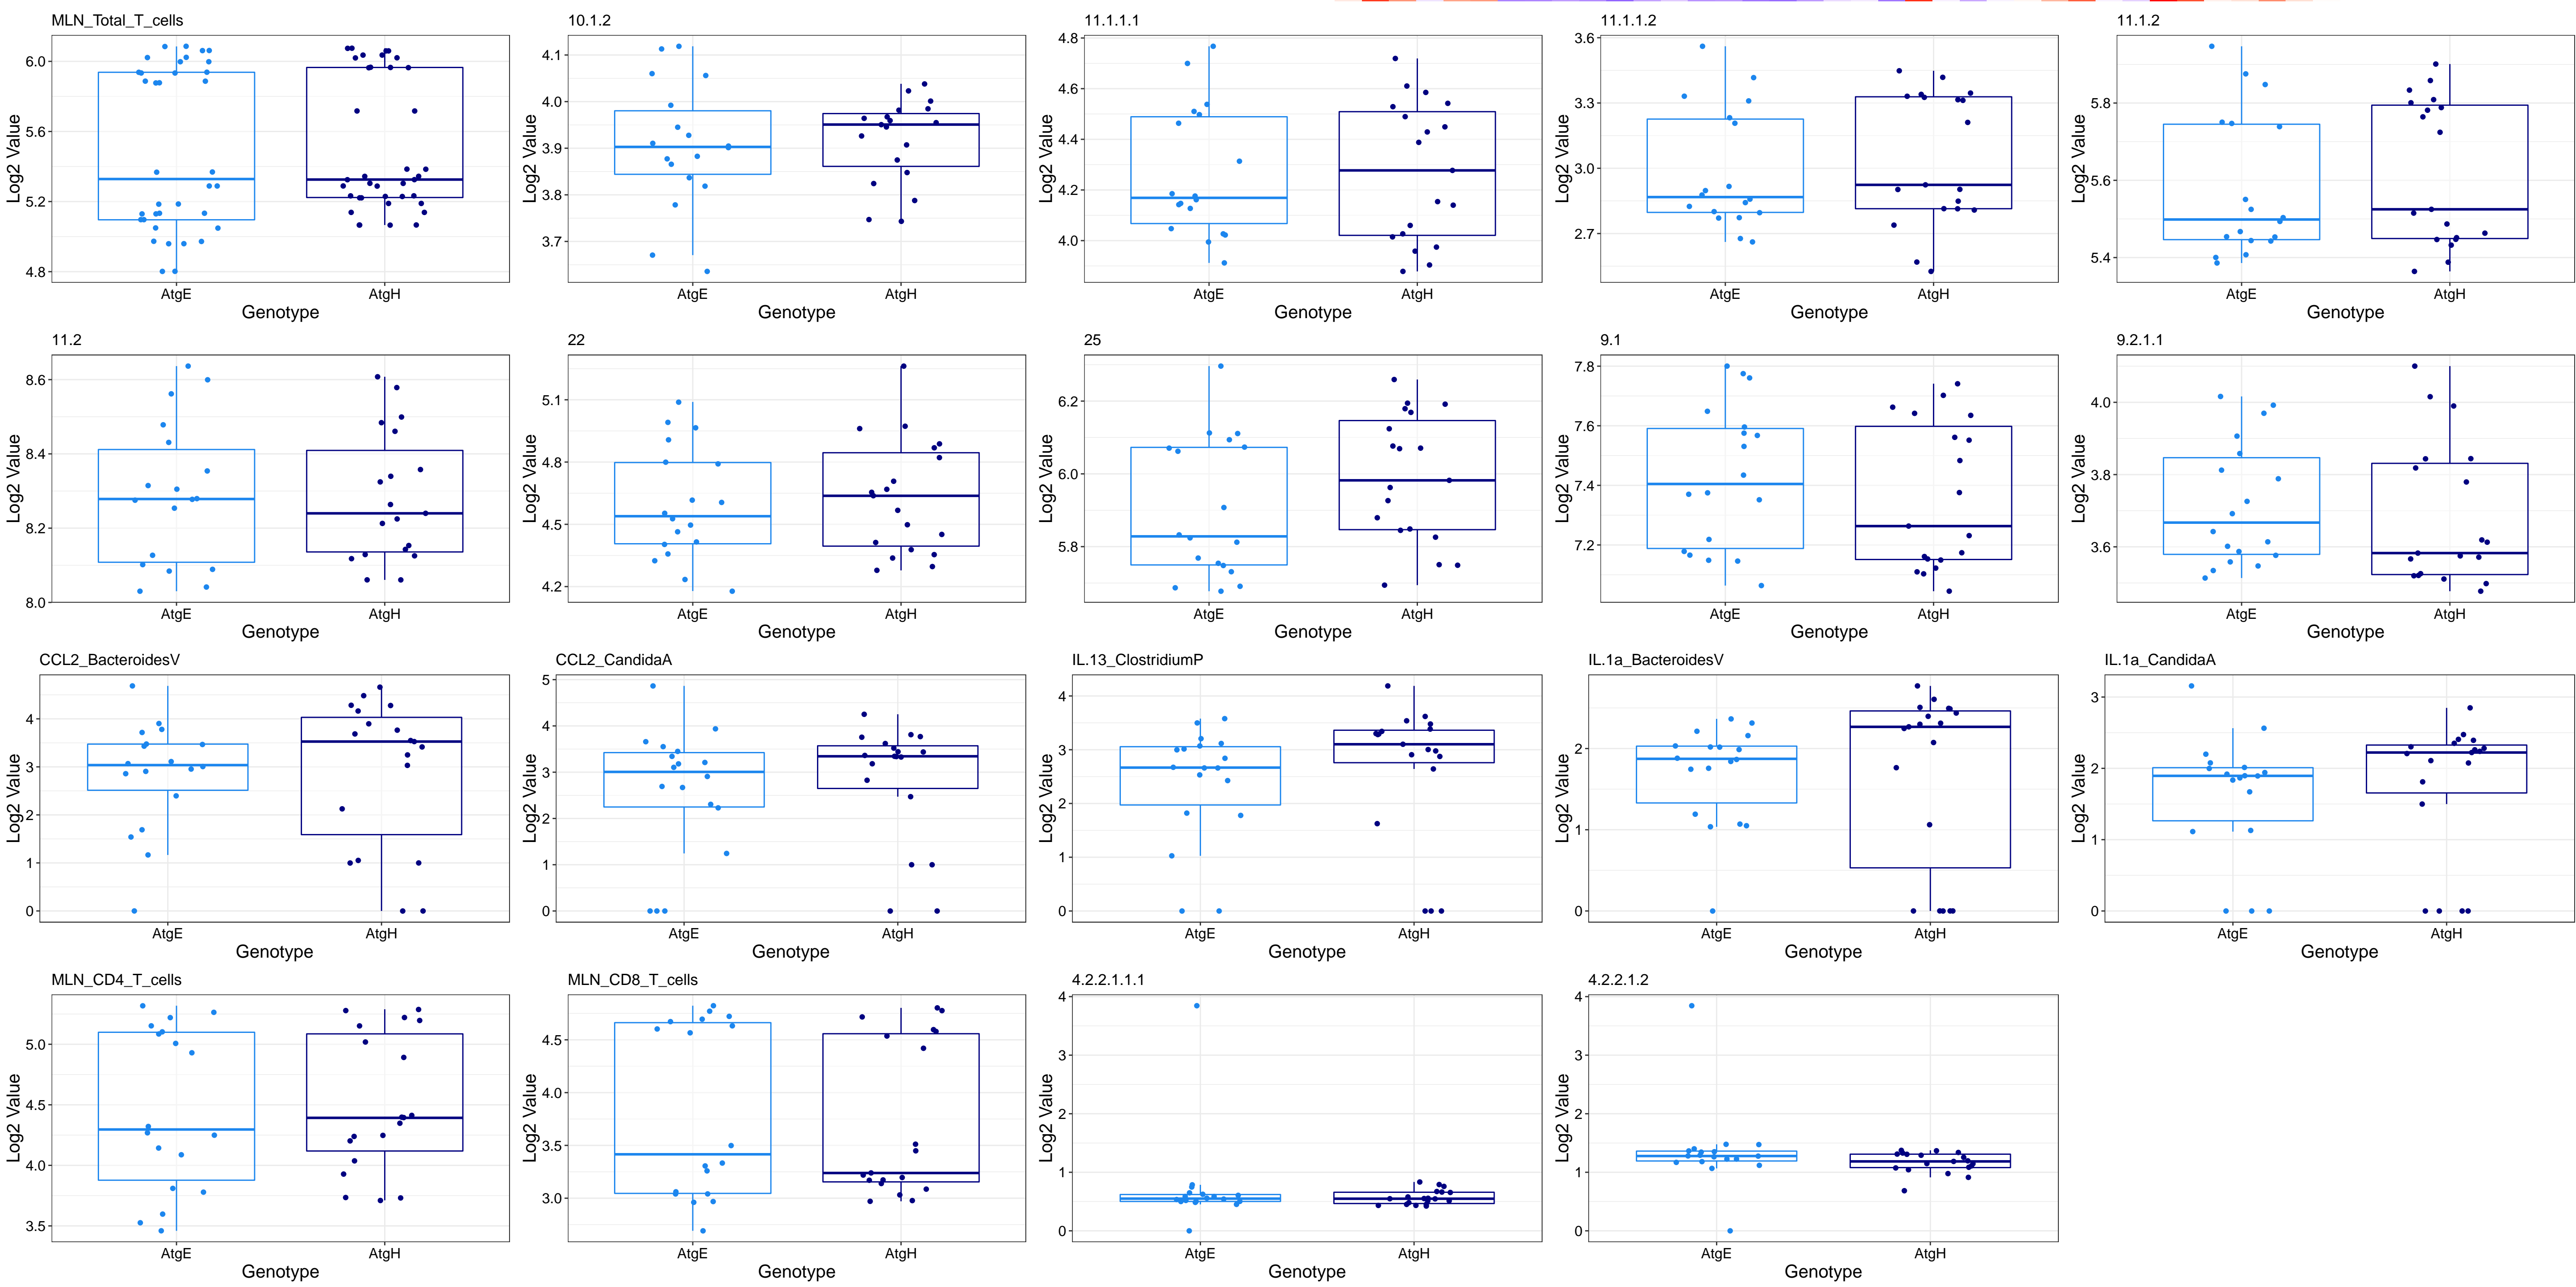 MLN_Total_T_cells
Log2 Value
6.0
5.6
5.2
4.8
AtgE AtgH
Genotype
10.1.2
Log2 Value
4.1
4.0
3.9
3.8
3.7
AtgE AtgH
Genotype
11.1.1.1
Log2 Value
4.8
4.6
4.4
4.2
4.0
AtgE AtgH
Genotype
11.1.1.2
Log2 Value
3.6
3.3
3.0
2.7
AtgE AtgH
Genotype
11.1.2
Log2 Value
5.8
5.6
5.4
AtgE AtgH
Genotype
11.2
Log2 Value
8.6
8.4
8.2
8.0
AtgE AtgH
Genotype
22
Log2 Value
5.1
4.8
4.5
4.2
AtgE AtgH
Genotype
25
Log2 Value
6.2
6.0
5.8
AtgE AtgH
Genotype
9.1
Log2 Value
7.8
7.6
7.4
7.2
AtgE AtgH
Genotype
9.2.1.1
Log2 Value
4.0
3.8
3.6
AtgE AtgH
Genotype
CCL2_BacteroidesV
Log2 Value
4
3
2
1
0
AtgE AtgH
Genotype
CCL2_CandidaA
Log2 Value
5
4
3
2
1
0
AtgE AtgH
Genotype
IL.13_ClostridiumP
Log2 Value
4
3
2
1
0
AtgE AtgH
Genotype
IL.1a_BacteroidesV
Log2 Value
2
1
0
AtgE AtgH
Genotype
IL.1a_CandidaA
Log2 Value
3
2
1
0
AtgE AtgH
Genotype
MLN_CD4_T_cells
Log2 Value
5.0
4.5
4.0
3.5
AtgE AtgH
Genotype
MLN_CD8_T_cells
Log2 Value
4.5
4.0
3.5
3.0
AtgE AtgH
Genotype
4.2.2.1.1.1
Log2 Value
4
3
2
1
0
AtgE AtgH
Genotype
4.2.2.1.2
Log2 Value
4
3
2
1
0
AtgE AtgH
Genotype